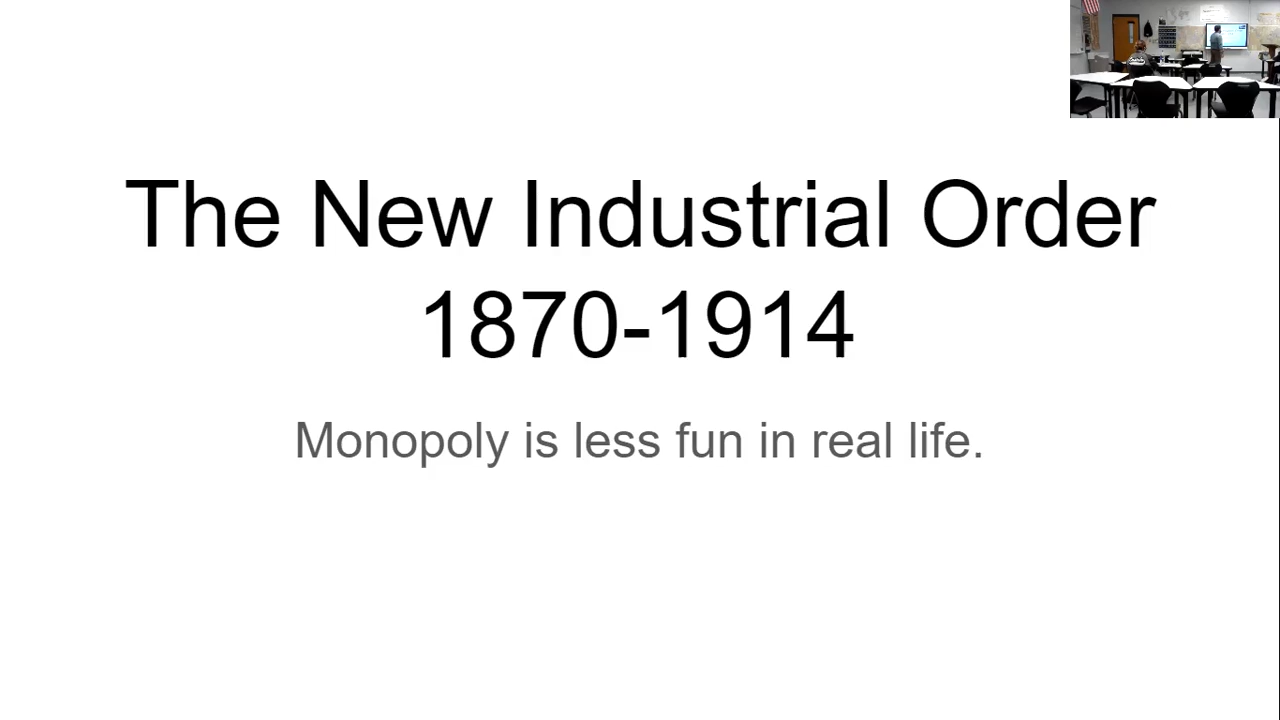 The New Industrial Order
1870-1914
Monopoly is less fun in real life.